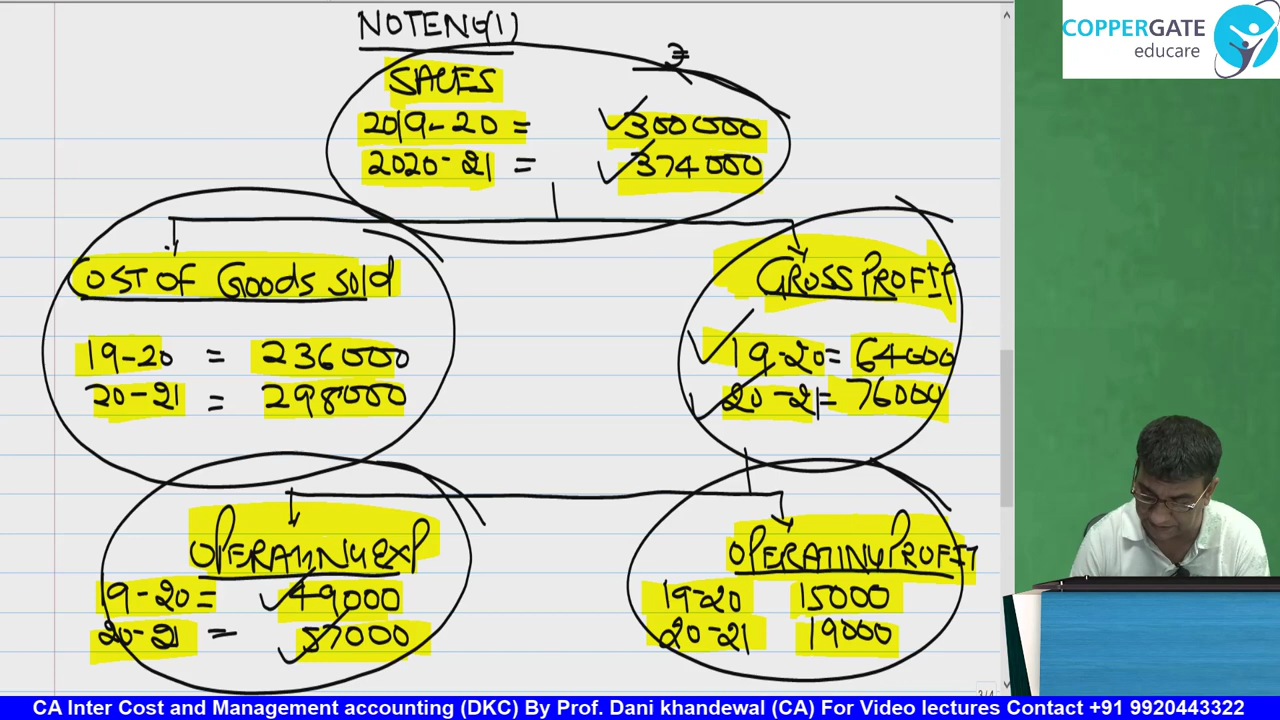 NOTENO(1)
SALES
2019-20 = 300000
2020-21 = 374000
COST OF Goods Sold
19-20 = 236000
20-21 = 298000
GROSS PROFIT
19-20= 64000
20-21= 76000
OPERATING EXP
19-20= 49000
20-21 = 57000
OPERATING PROFIT
19-20 15000
20-21 19000
COPPERGATE
educare
3/4
CA Inter Cost and Management accounting (DKC) By Prof. Dani khandewal (CA) For Video lectures Contact +91 9920443322